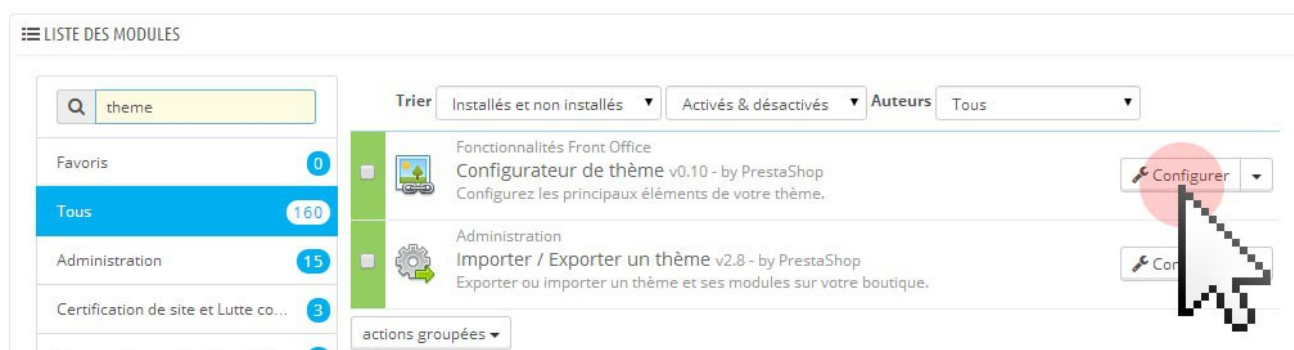 LISTE DES MODULES
theme
Trier Installés et non installés Activés & désactivés Auteurs Tous
Favoris 0
Tous 160
Administration 15
Certification de site et Lutte co... 3
Fonctionnalités Front Office
Configurateur de thème v0.10 - by PrestaShop
Configurez les principaux éléments de votre thème.
Configurer
Administration
Importer / Exporter un thème v2.8 - by PrestaShop
Exporter ou importer un thème et ses modules sur votre boutique.
actions groupées